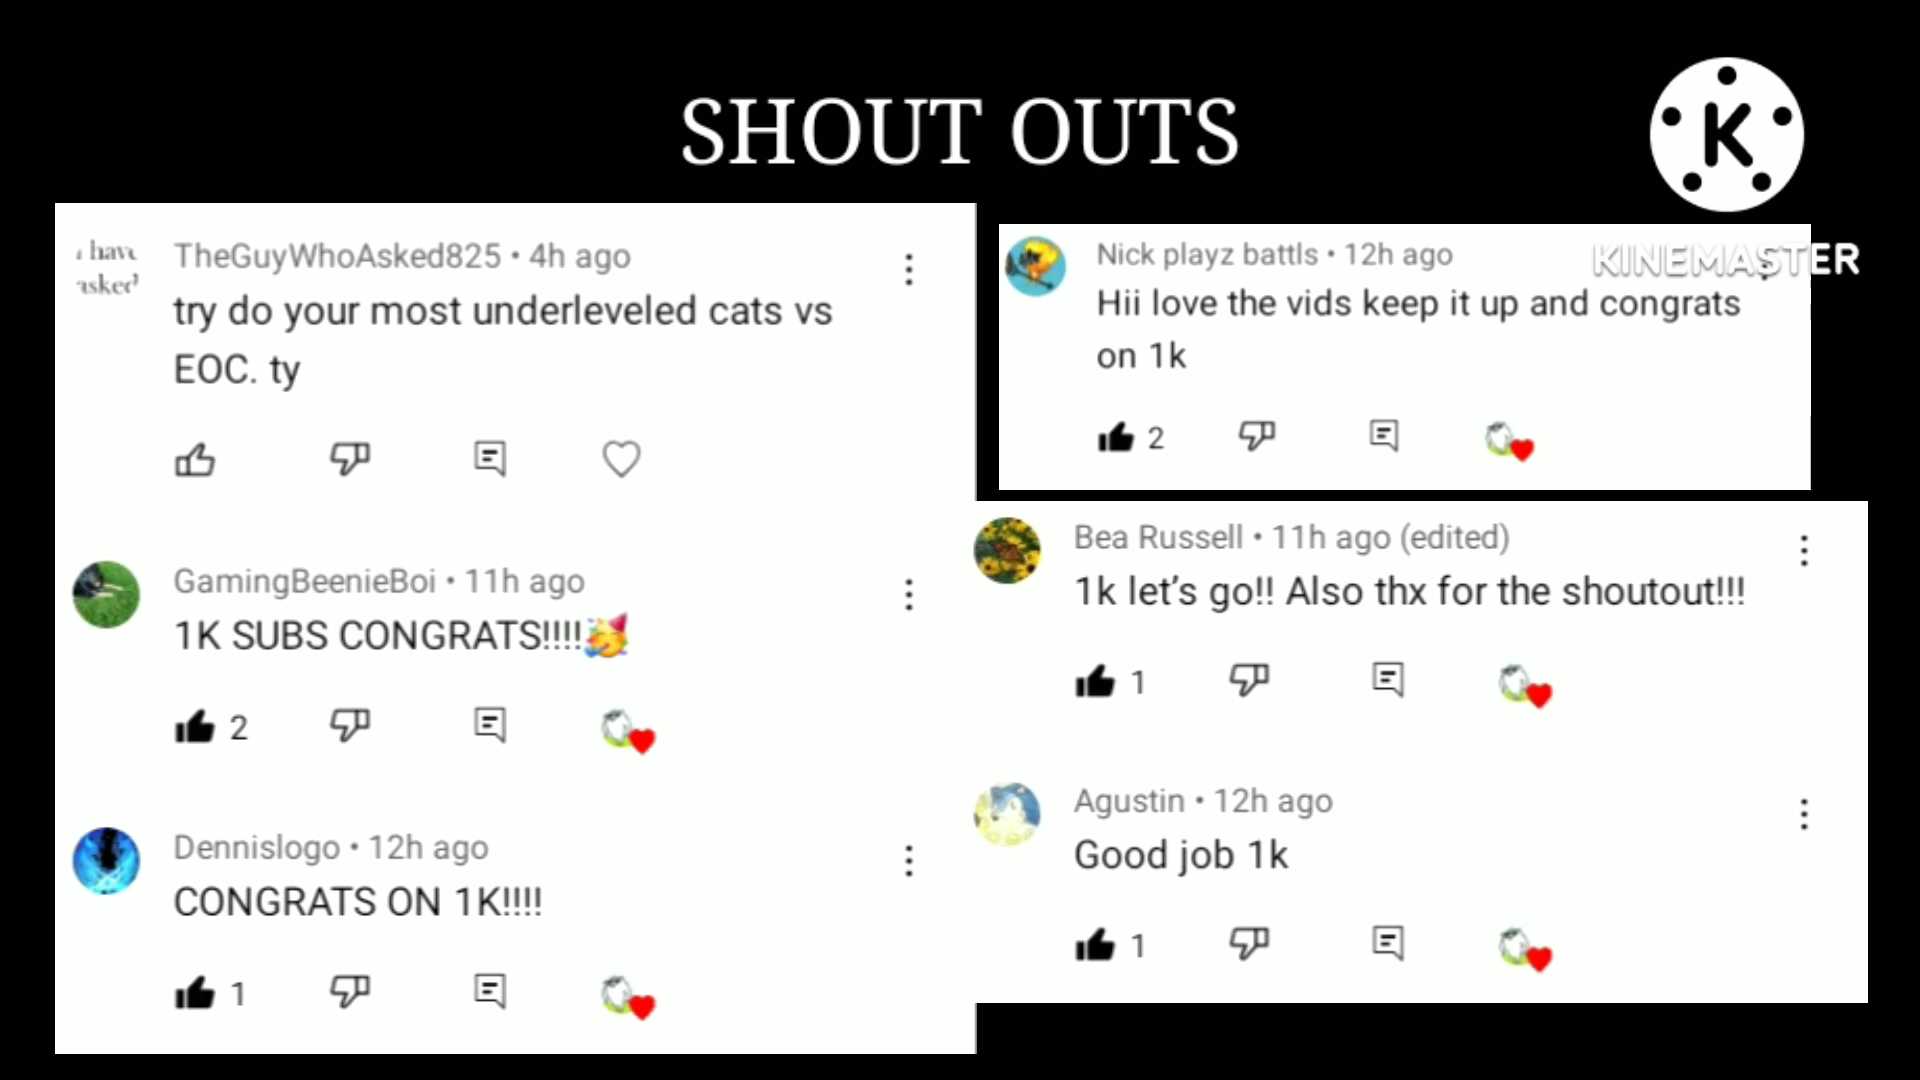 SHOUT OUTS
K
KINEMASTER
i have
asked
TheGuyWhoAsked825 • 4h ago
try do your most underleveled cats vs
EOC. ty
GamingBeenieBoi • 11h ago
1K SUBS CONGRATS!!!!🥳
2
Dennislogo • 12h ago
CONGRATS ON 1K!!!!
1
Nick playz battls • 12h ago
Hii love the vids keep it up and congrats
on 1k
2
Bea Russell • 11h ago (edited)
1k let's go!! Also thx for the shoutout!!!
1
Agustin • 12h ago
Good job 1k
1